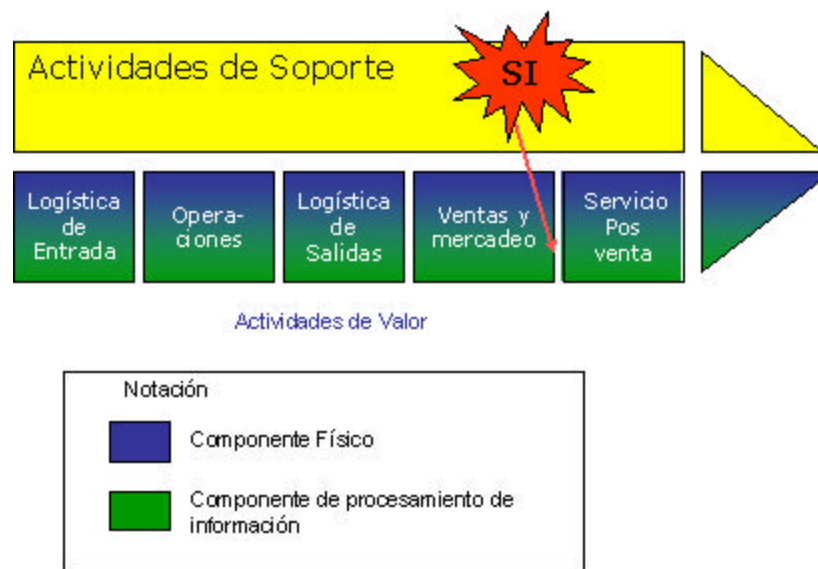 Actividades de Soporte
SI
Logística
de
Entrada
Opera-
ciones
Logística
de
Salidas
Ventas y
mercadeo
Servicio
Pos
venta
Actividades de Valor
Notación
Componente Físico
Componente de procesamiento de
información